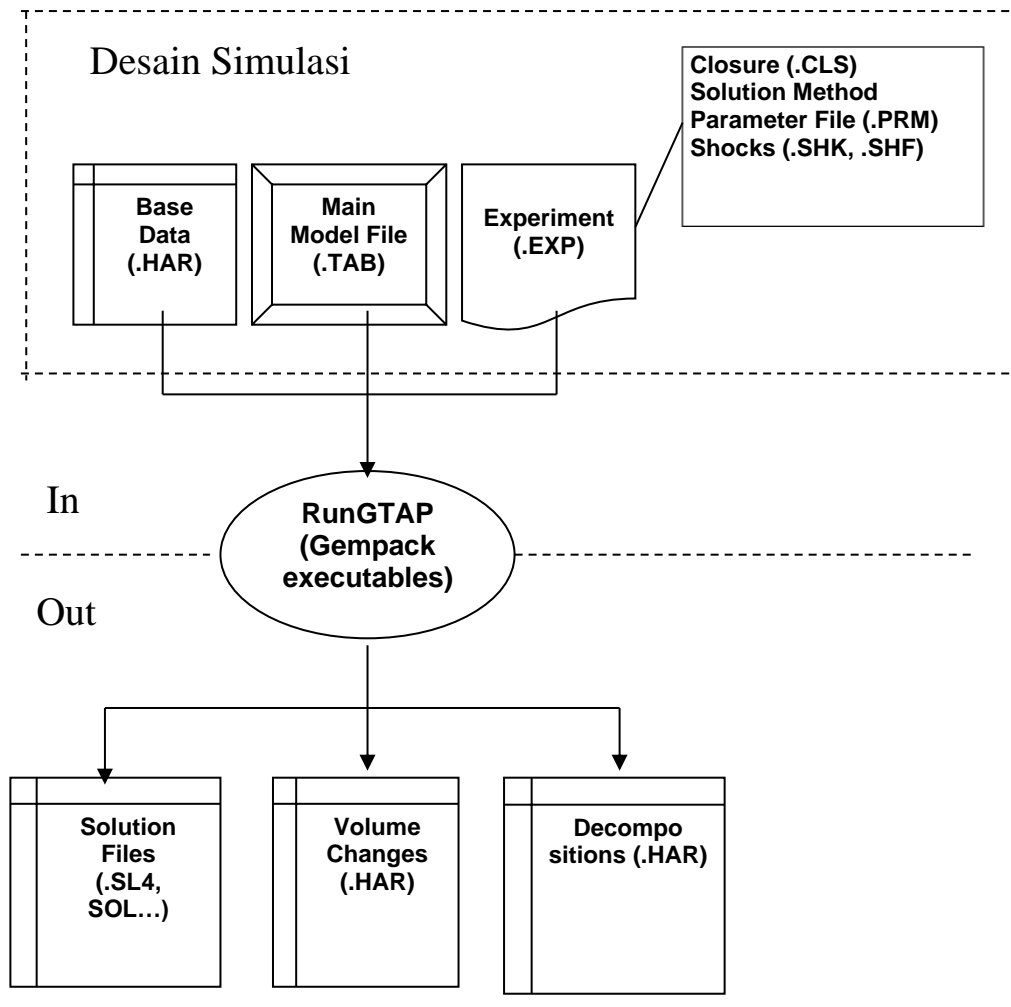 Desain Simulasi
Closure (.CLS)
Solution Method
Parameter File (.PRM)
Shocks (.SHK, .SHF)
Base
Data
(.HAR)
Main
Model File
(.TAB)
Experiment
(.EXP)
In
RunGTAP
(Gempack
executables)
Out
Solution
Files
(.SL4,
SOL…)
Volume
Changes
(.HAR)
Decompo
sitions (.HAR)